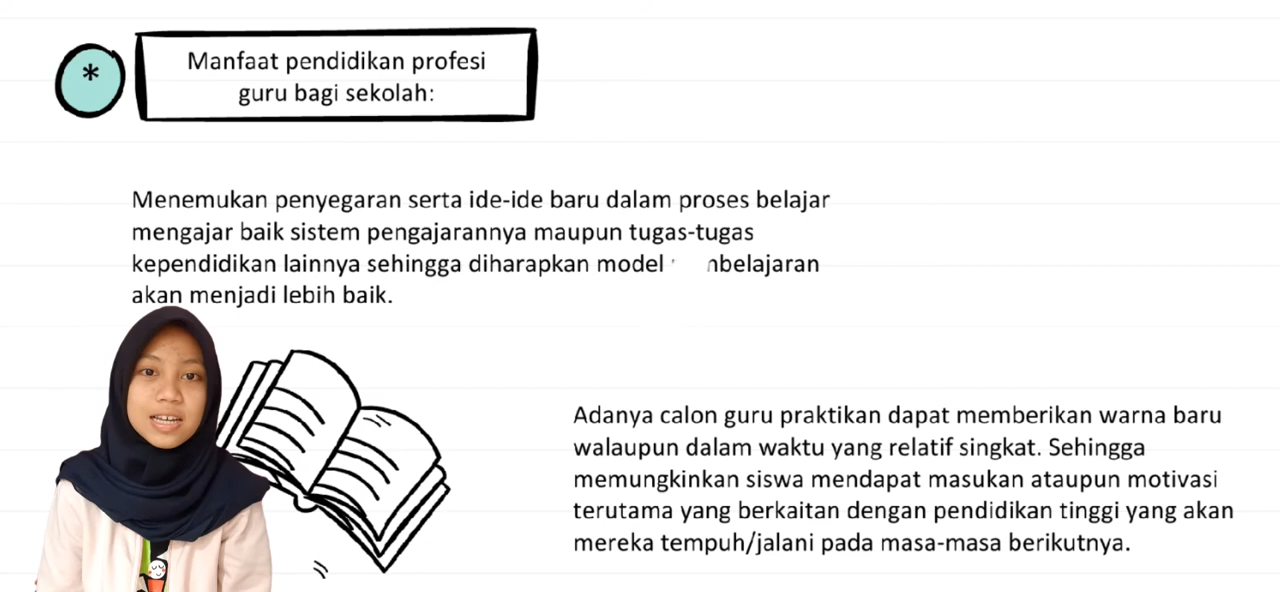 *
Manfaat pendidikan profesi
guru bagi sekolah:
Menemukan penyegaran serta ide-ide baru dalam proses belajar
mengajar baik sistem pengajarannya maupun tugas-tugas
kependidikan lainnya sehingga diharapkan model
akan menjadi lebih baik.
Adanya calon guru praktikan dapat memberikan warna baru
walaupun dalam waktu yang relatif singkat. Sehingga
memungkinkan siswa mendapat masukan ataupun motivasi
terutama yang berkaitan dengan pendidikan tinggi yang akan
mereka tempuh/jalani pada masa-masa berikutnya.